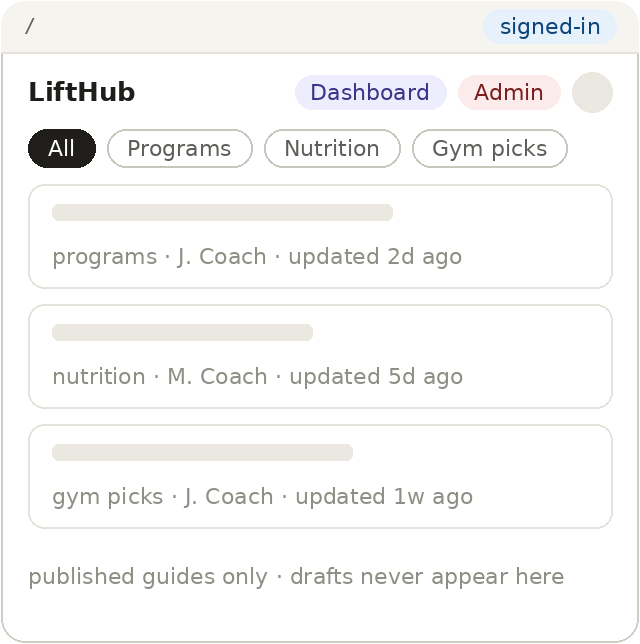 / signed-in
LiftHub Dashboard Admin
All Programs Nutrition Gym picks
programs · J. Coach · updated 2d ago
nutrition · M. Coach · updated 5d ago
gym picks · J. Coach · updated 1w ago
published guides only · drafts never appear here